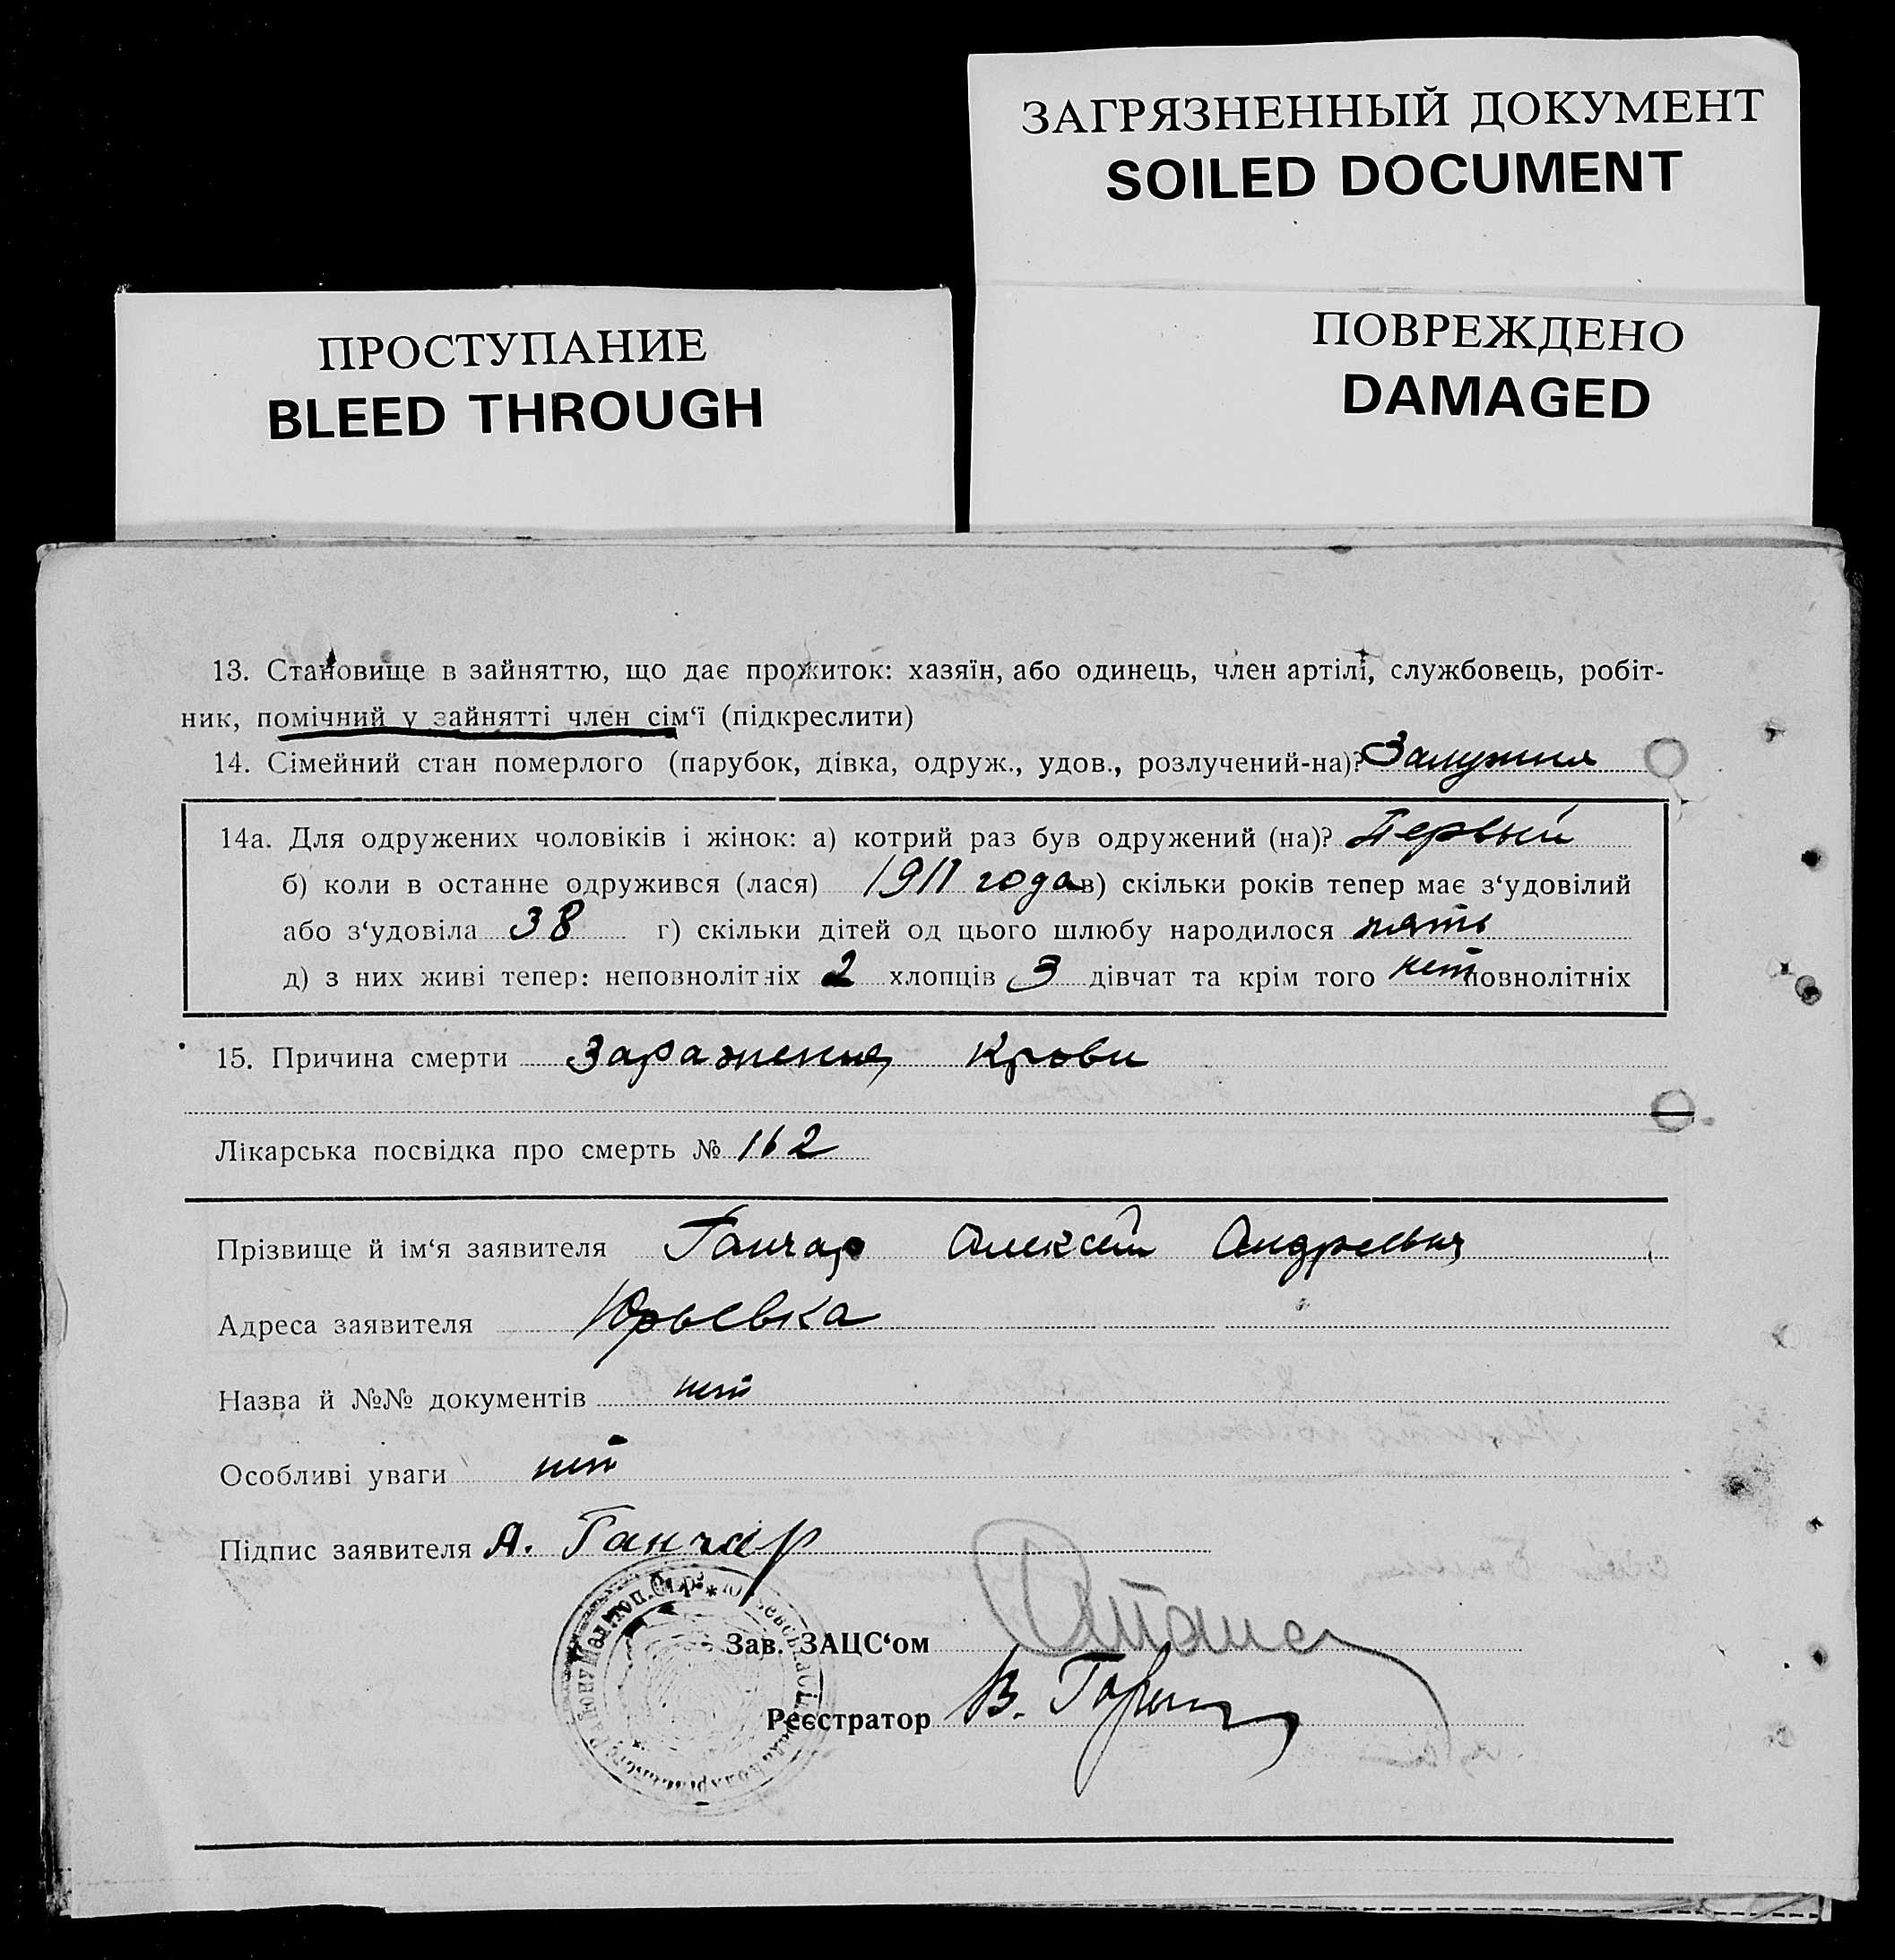 ЗАГРЯЗНЕННЫЙ ДОКУМЕНТ
SOILED DOCUMENT
ПРОСТУПАНИЕ
BLEED THROUGH
ПОВРЕЖДЕНО
DAMAGED
13. Становище в зайняттю, що дає прожиток: хазяїн, або одинець, член артілі, службовець, робіт-
ник, помічний у зайнятті член сім‘ї (підкреслити)
14. Сімейний стан померлого (парубок, дівка, одруж., удов., розлучений-на)? Замужняя
14а. Для одружених чоловіків і жінок: а) котрий раз був одружений (на)? Первый
б) коли в останне одружився (лася) 1911 года в) скільки років тепер має з‘удовілий
або з‘удовіла 38 г) скільки дітей од цього шлюбу народилося пять
д) з них живі тепер: неповнолітніх 2 хлопців 3 дівчат та крім того нет повнолітніх
15. Причина смерти Заражения Крови
Лікарська посвідка про смерть № 162
Прізвище й ім‘я заявителя Ганчар Алексей Андреевич
Адреса заявителя Юрьевка
Назва й №№ документів нет
Особливі уваги нет
Підпис заявителя А. Ганчар
Зав. ЗАЦС‘ом
Реєстратор В.